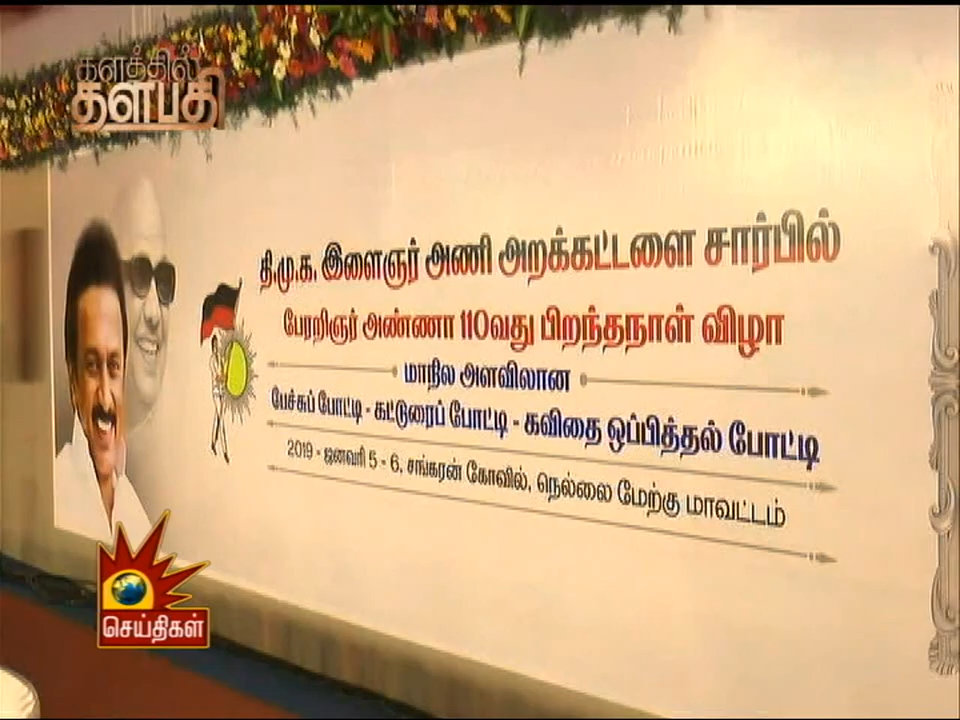 களத்தில்
தளபதி
தி.மு.க. இளைஞர் அணி அறக்கட்டளை சார்பில்
பேரறிஞர் அண்ணா 110வது பிறந்தநாள் விழா
மாநில அளவிலான
பேச்சுப் போட்டி - கட்டுரைப் போட்டி - கவிதை ஒப்பித்தல் போட்டி
2019 - ஜனவரி 5 - 6, சங்கரன் கோவில், நெல்லை மேற்கு மாவட்டம்
செய்திகள்